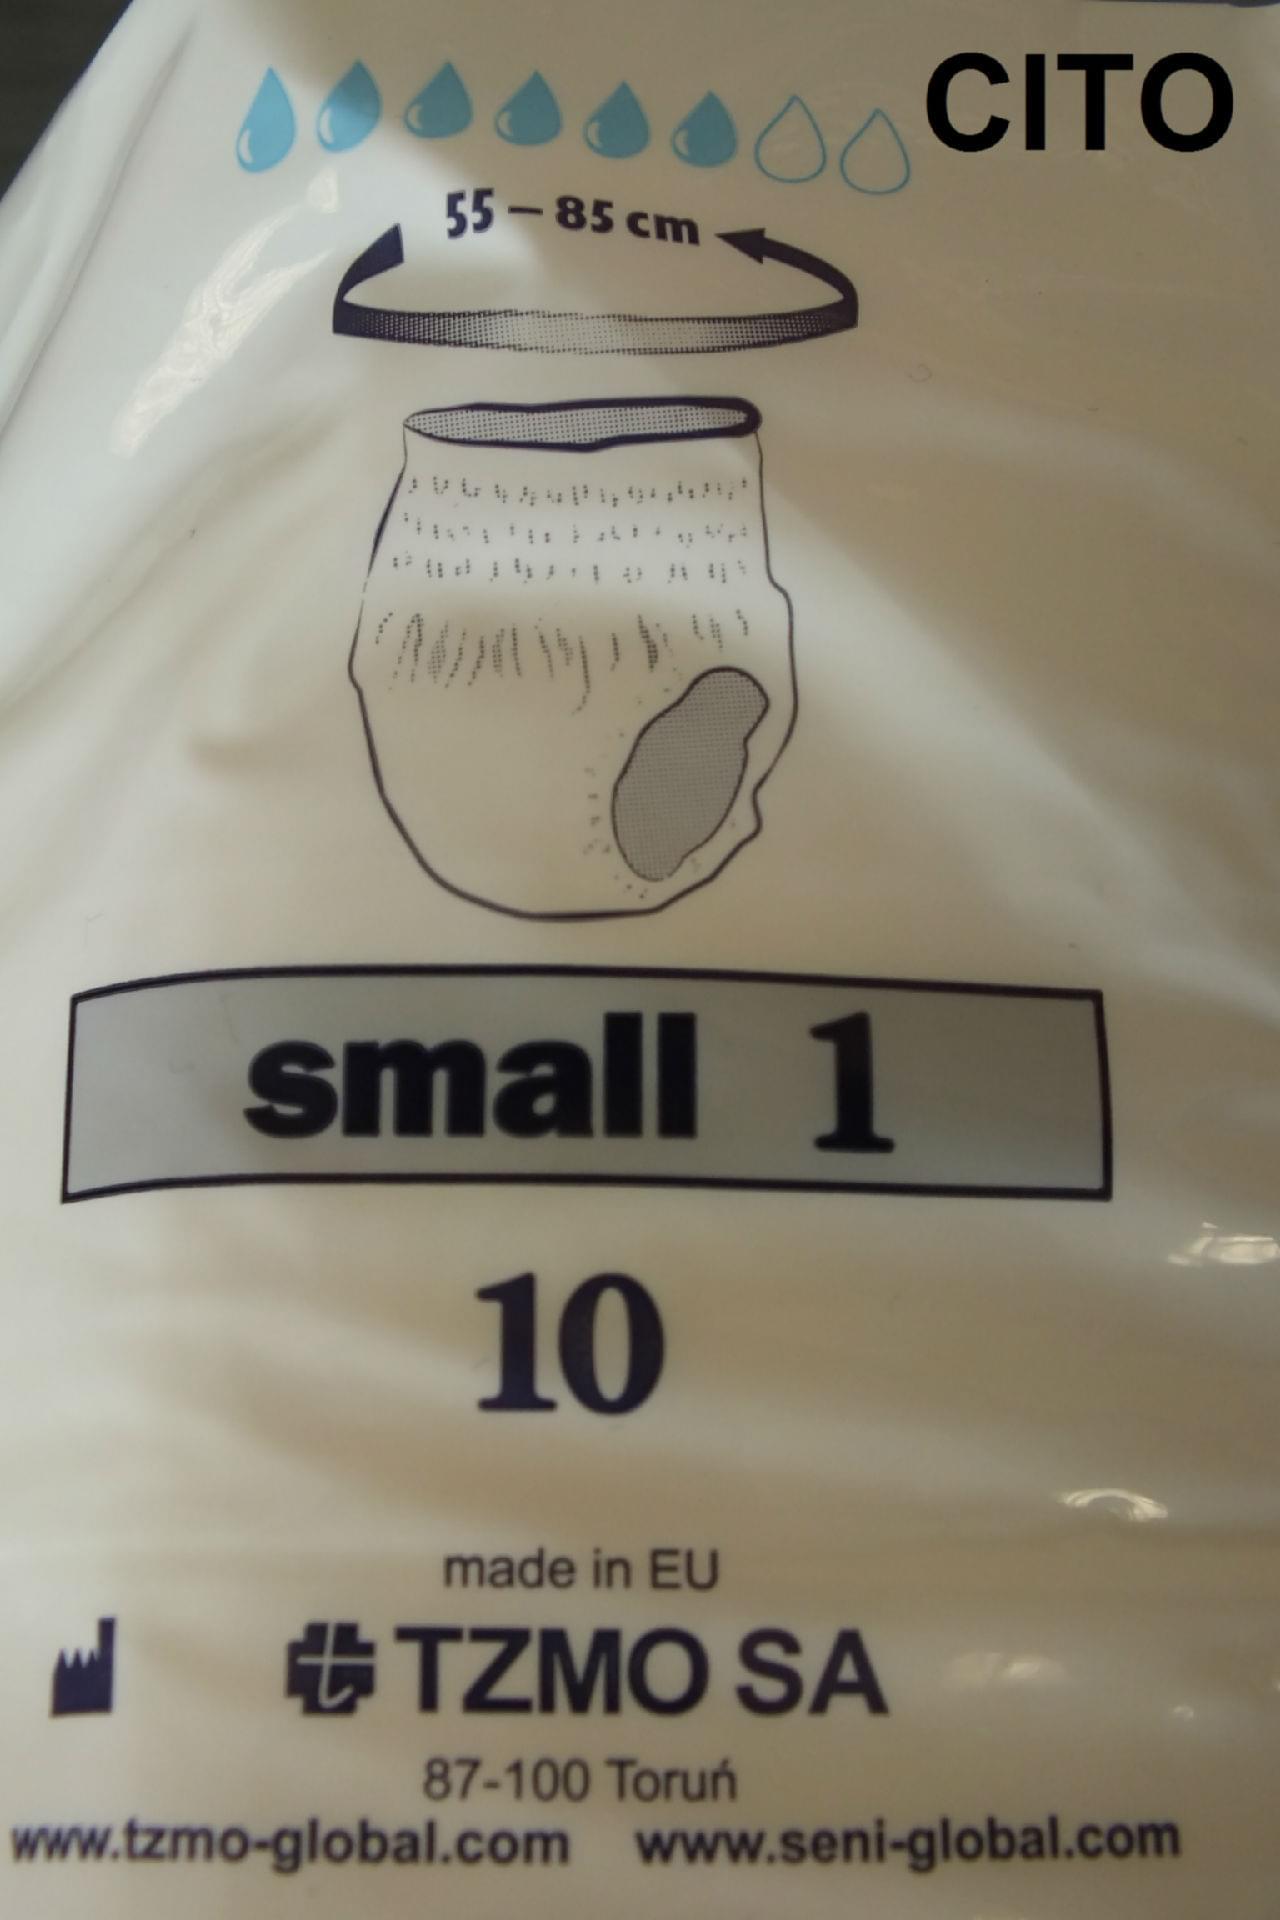 CITO
55 – 85 cm
small 1
10
made in EU
TZMO SA
87-100 Toruń
www.tzmo-global.com www.seni-global.com